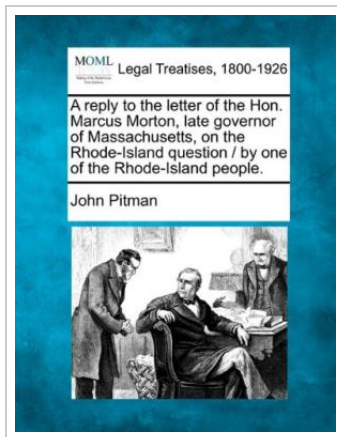 MOML
Legal Treatises, 1800-1926
A reply to the letter of the Hon.
Marcus Morton, late governor
of Massachusetts, on the
Rhode-Island question / by one
of the Rhode-Island people.
John Pitman